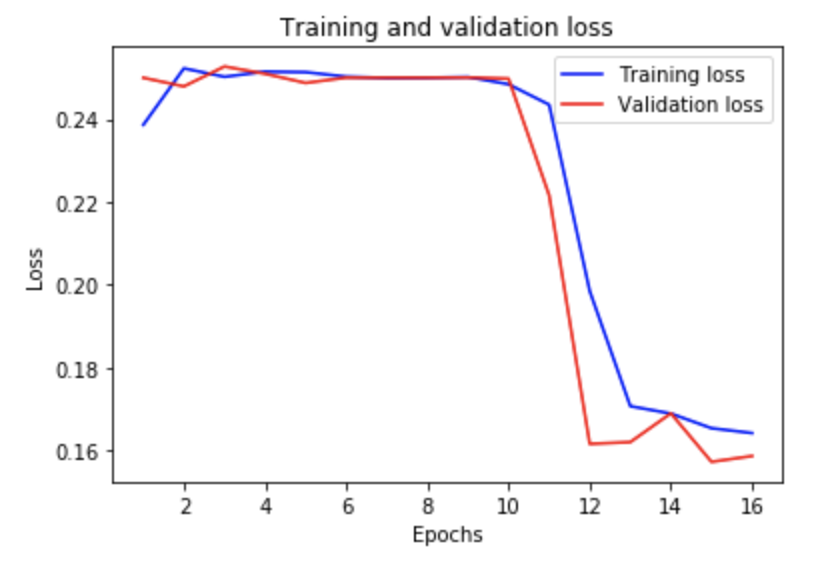 Training and validation loss
Training loss
Validation loss
0.24
0.22
0.20
0.18
0.16
Loss
2 4 6 8 10 12 14 16
Epochs